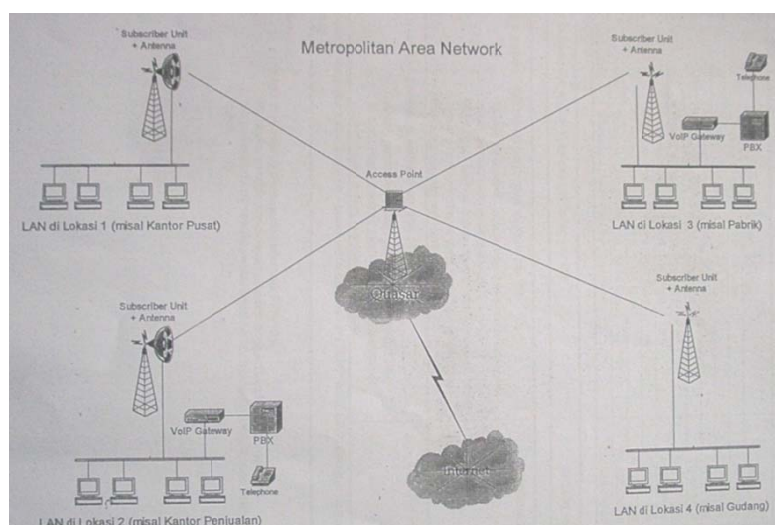 Metropolitan Area Network
Subscriber Unit
+ Antenna
LAN di Lokasi 1 (misal Kantor Pusat)
Subscriber Unit
+ Antenna
Telephone
VoIP Gateway
PBX
LAN di Lokasi 3 (misal Pabrik)
Access Point
Quasar
Subscriber Unit
+ Antenna
VoIP Gateway
PBX
Telephone
LAN di Lokasi 2 (misal Kantor Penjualan)
Internet
Subscriber Unit
+ Antenna
LAN di Lokasi 4 (misal Gudang)